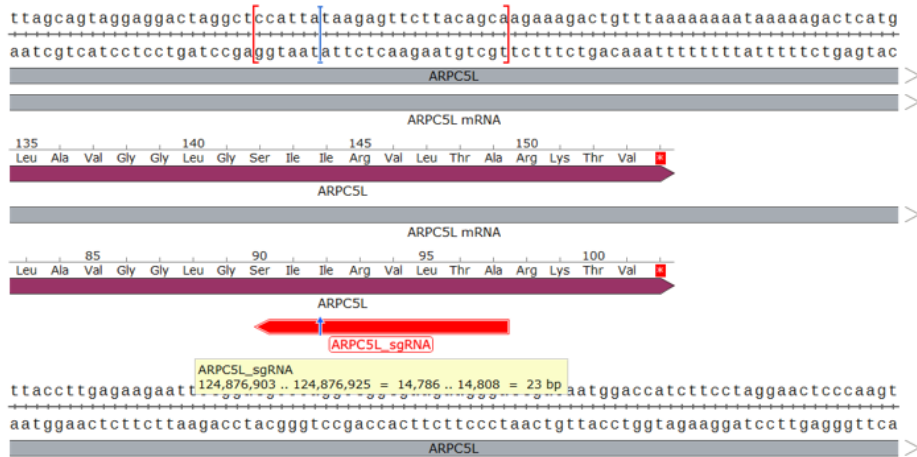 ttagcagtaggaggactaggctccattataagagttcttacagcaagaaagactgtttaaaaaaaataaaaagactcatg
aatcgtcatcctcctgatccgaggtaatattctcaagaatgtcgttctttctgacaaattttttttatttttctgagtac
ARPC5L
ARPC5L mRNA
135 140 145 150
Leu Ala Val Gly Gly Leu Gly Ser Ile Ile Arg Val Leu Thr Ala Arg Lys Thr Val *
ARPC5L
ARPC5L mRNA
85 90 95 100
Leu Ala Val Gly Gly Leu Gly Ser Ile Ile Arg Val Leu Thr Ala Arg Lys Thr Val *
ARPC5L
ARPC5L_sgRNA
ARPC5L_sgRNA
124,876,903 .. 124,876,925 = 14,786 .. 14,808 = 23 bp
ttaccttgagaagaatt aatggaccatcttcctaggaactcccaagt
aatggaactcttcttaagacctacgggtccgaccacttcttccctaactgttacctggtagaaggatccttgagggttca
ARPC5L